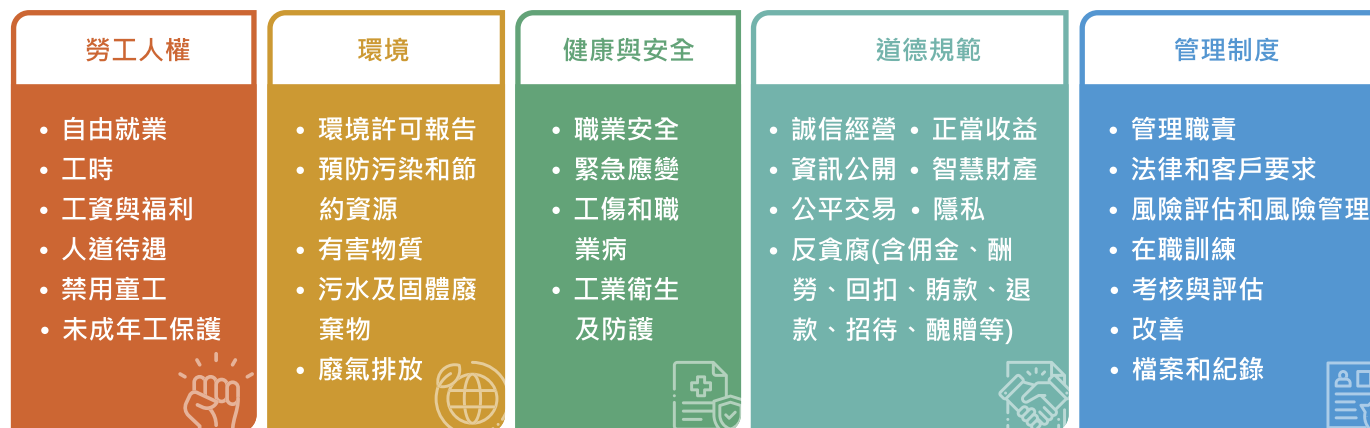 勞工人權
• 自由就業
• 工時
• 工資與福利
• 人道待遇
• 禁用童工
• 未成年工保護
環境
• 環境許可報告
• 預防污染和節
約資源
• 有害物質
• 污水及固體廢
棄物
• 廢氣排放
健康與安全
• 職業安全
• 緊急應變
• 工傷和職
業病
• 工業衛生
及防護
道德規範
• 誠信經營 • 正當收益
• 資訊公開 • 智慧財產
• 公平交易 • 隱私
• 反貪腐(含佣金、酬
勞、回扣、賄款、退
款、招待、醜贈等)
管理制度
• 管理職責
• 法律和客戶要求
• 風險評估和風險管理
• 在職訓練
• 考核與評估
• 改善
• 檔案和紀錄